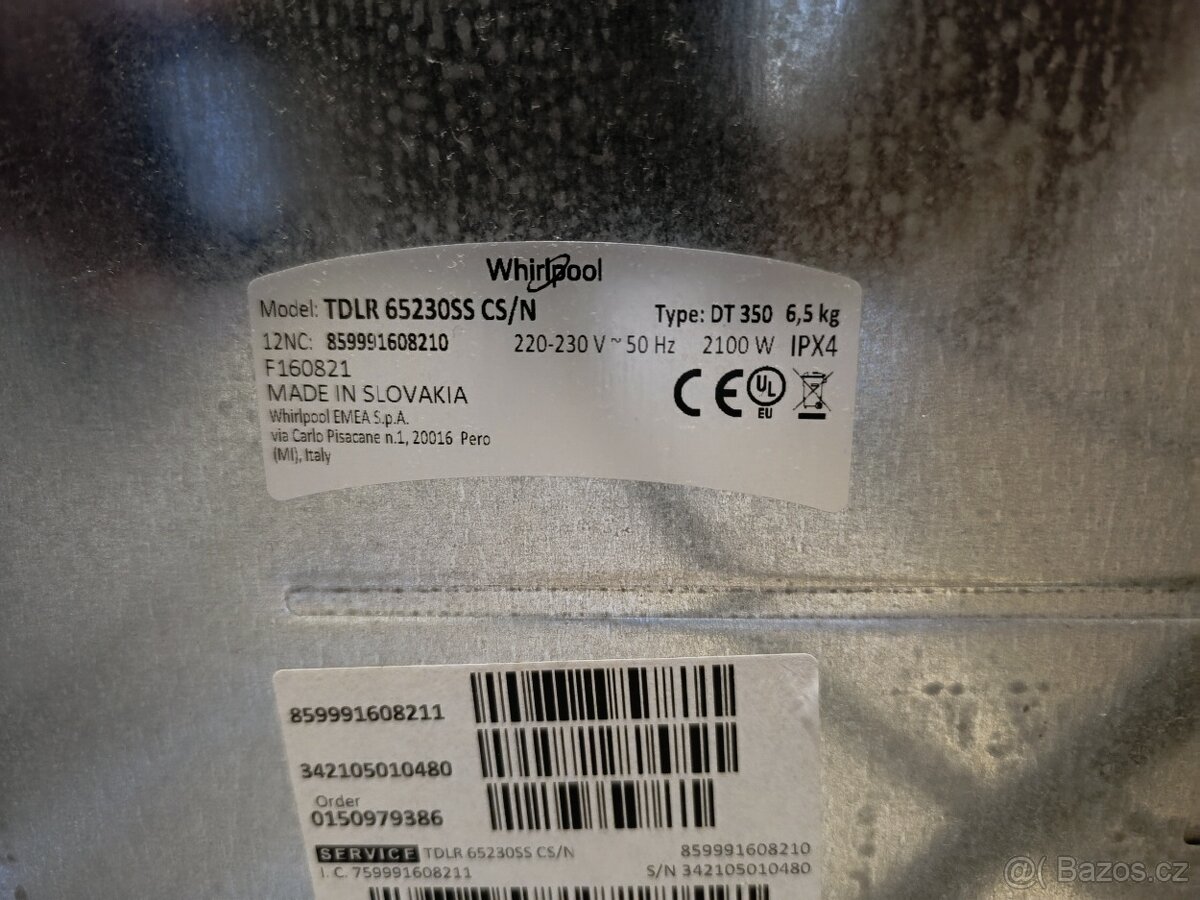 Whirlpool
Model: TDLR 65230SS CS/N Type: DT 350 6,5 kg
12NC: 859991608210 220-230 V ~ 50 Hz 2100 W IPX4
F160821
MADE IN SLOVAKIA
Whirlpool EMEA S.p.A.
via Carlo Pisacane n.1, 20016 Pero
(MI), Italy
CE UL
EU
859991608211
342105010480
Order
0150979386
SERVICE TDLR 65230SS CS/N 859991608210
I. C. 759991608211 S/N 342105010480
@( Bazos.cz